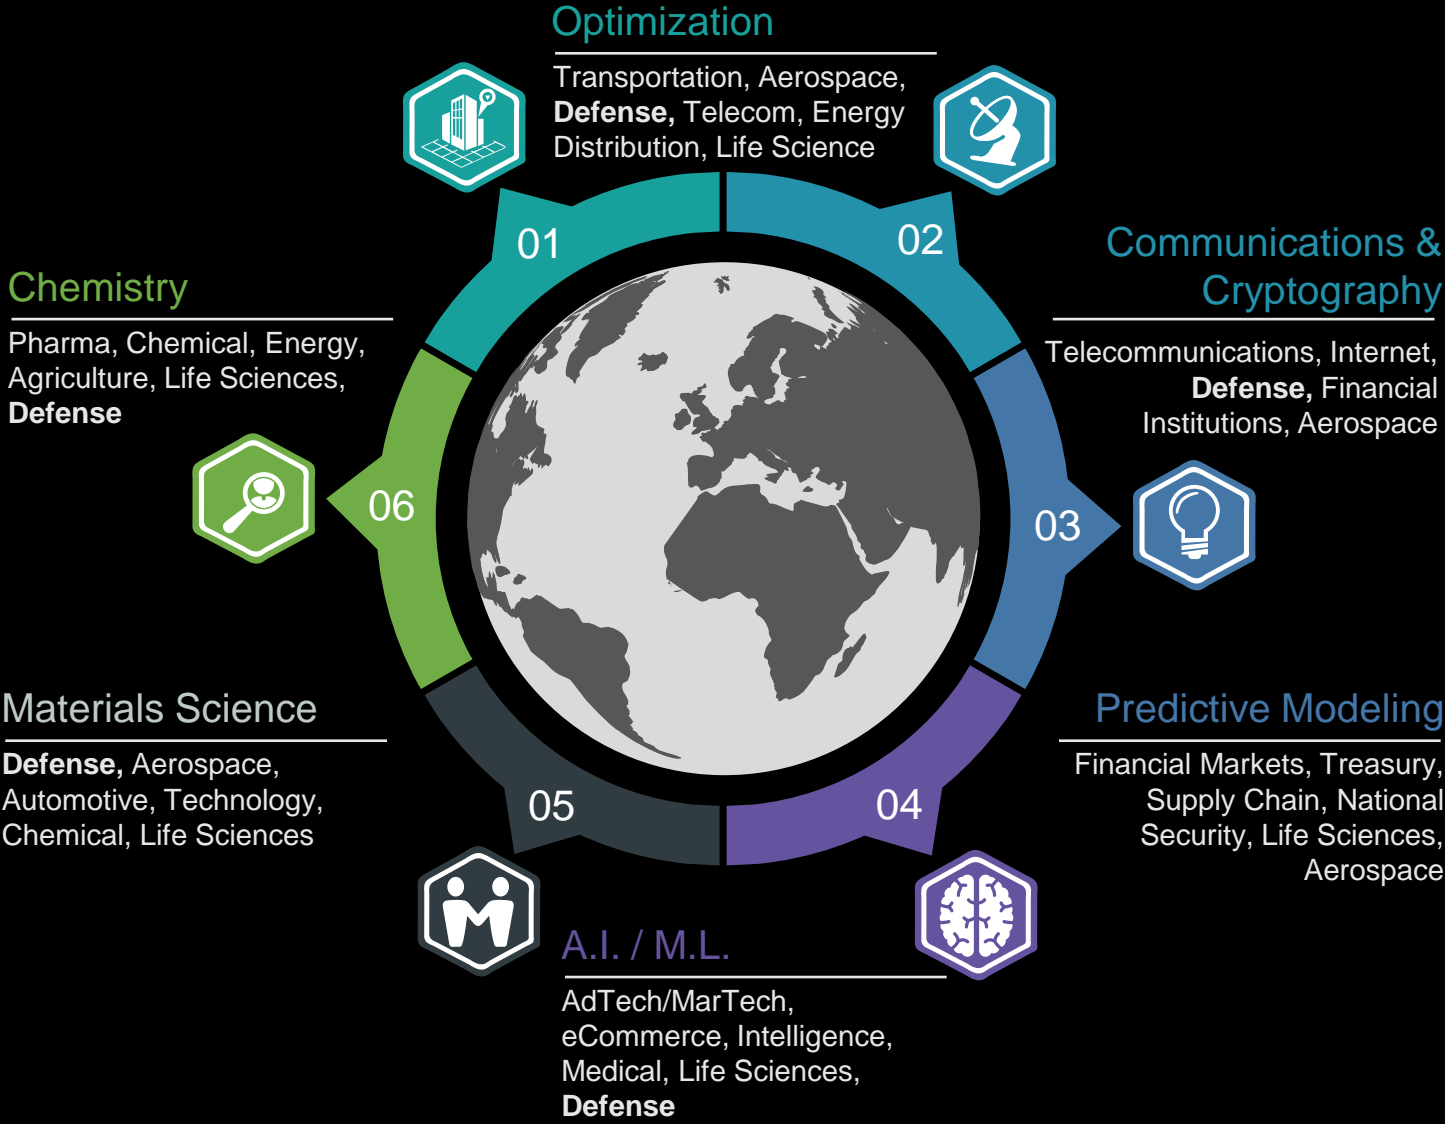 Optimization
Transportation, Aerospace,
Defense, Telecom, Energy
Distribution, Life Science
01
02
Communications &
Cryptography
Telecommunications, Internet,
Defense, Financial
Institutions, Aerospace
Chemistry
Pharma, Chemical, Energy,
Agriculture, Life Sciences,
Defense
06
03
Materials Science
Defense, Aerospace,
Automotive, Technology,
Chemical, Life Sciences
Predictive Modeling
Financial Markets, Treasury,
Supply Chain, National
Security, Life Sciences,
Aerospace
05
04
A.I. / M.L.
AdTech/MarTech,
eCommerce, Intelligence,
Medical, Life Sciences,
Defense